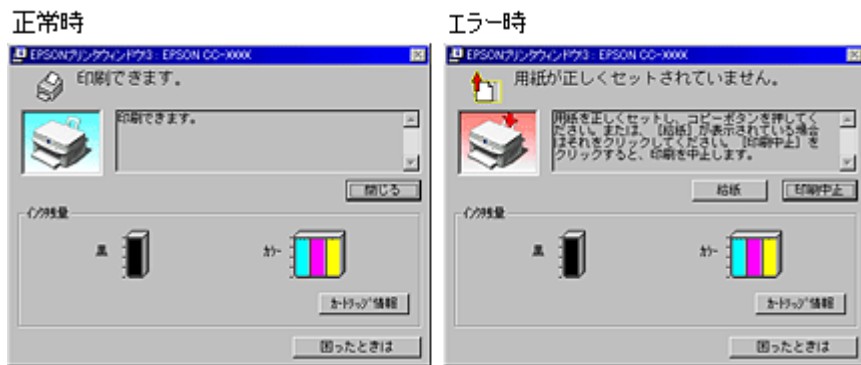 正常時
EPSONプリンタウィンドウ!3 : EPSON CC-XXXX
印刷できます。
印刷できます。
閉じる
インク残量
黒
カラー
カートリッジ情報
困ったときは
エラー時
EPSONプリンタウィンドウ!3 : EPSON CC-XXXX
用紙が正しくセットされていません。
用紙を正しくセットし、コピーボタンを押してく
ださい。または、［給紙］が表示されている場合
はそれをクリックしてください。［印刷中止］を
クリックすると、印刷を中止します。
給紙
印刷中止
インク残量
黒
カラー
カートリッジ情報
困ったときは